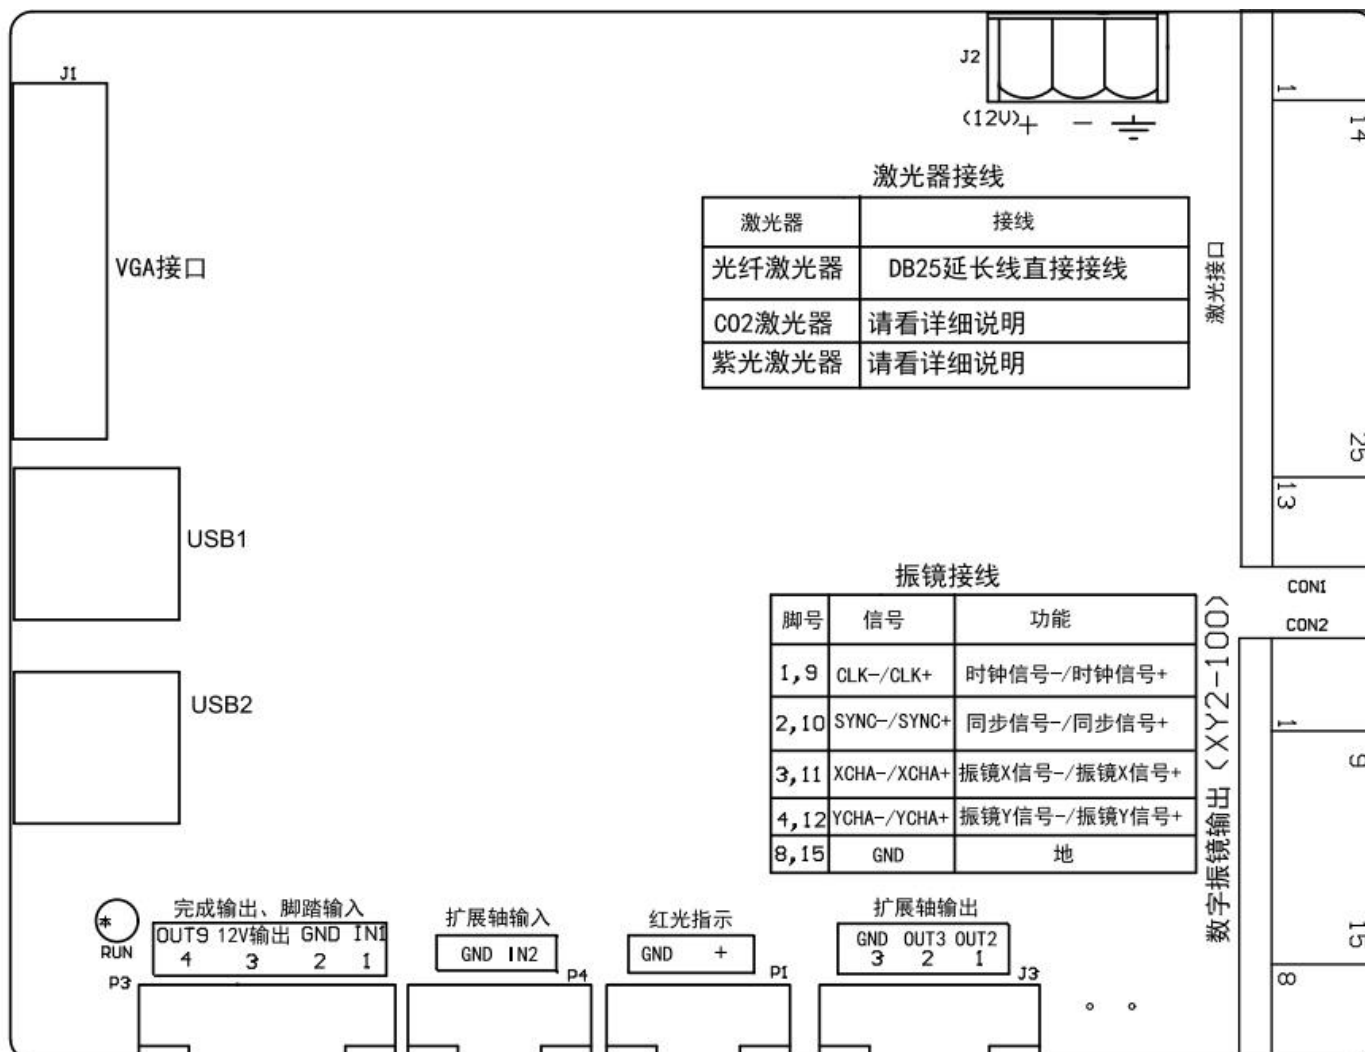 J1
VGA接口
USB1
USB2
J2
(12V)+ -
激光器接线
激光器 接线
光纤激光器 DB25延长线直接接线
CO2激光器 请看详细说明
紫光激光器 请看详细说明
激光接口
1
14
25
13
CON1
CON2
振镜接线
脚号 信号 功能
1,9 CLK-/CLK+ 时钟信号-/时钟信号+
2,10 SYNC-/SYNC+ 同步信号-/同步信号+
3,11 XCHA-/XCHA+ 振镜X信号-/振镜X信号+
4,12 YCHA-/YCHA+ 振镜Y信号-/振镜Y信号+
8,15 GND 地
数字振镜输出(XY2-100)
1
9
15
8
*
RUN
完成输出、脚踏输入
OUT9 12V输出 GND IN1
4 3 2 1
P3
扩展轴输入
GND IN2
P4
红光指示
GND +
P1
扩展轴输出
GND OUT3 OUT2
3 2 1
J3